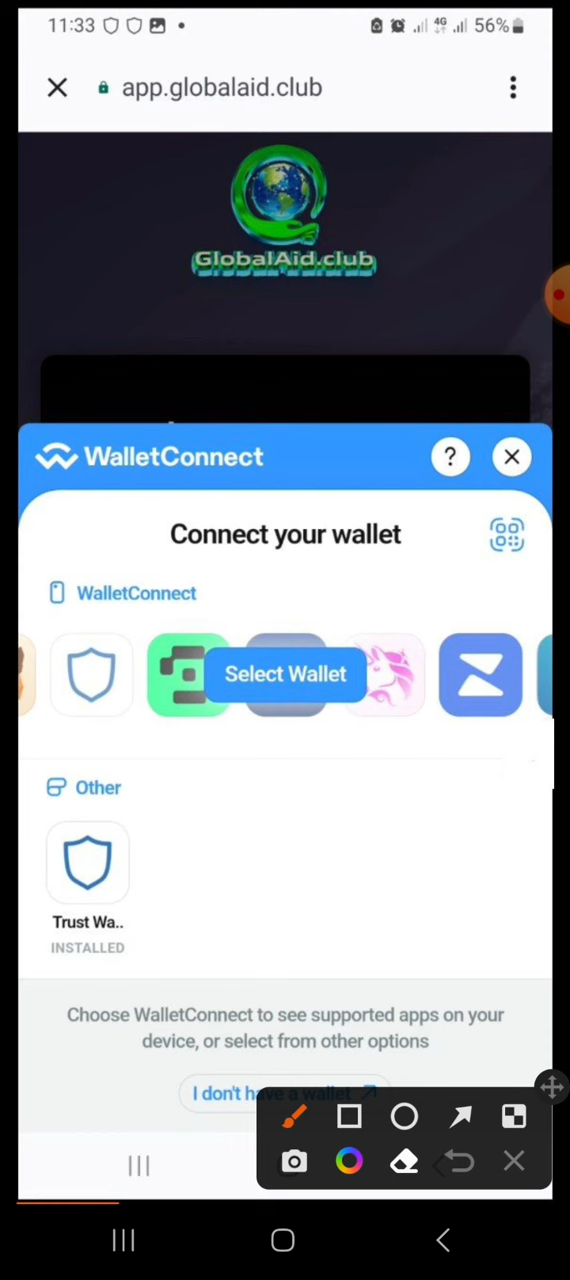 11:33
4G
56%
app.globalaid.club
GlobalAid.club
WalletConnect
?
Connect your wallet
WalletConnect
Select Wallet
Other
Trust Wa..
INSTALLED
Choose WalletConnect to see supported apps on your
device, or select from other options
I don't have a wallet